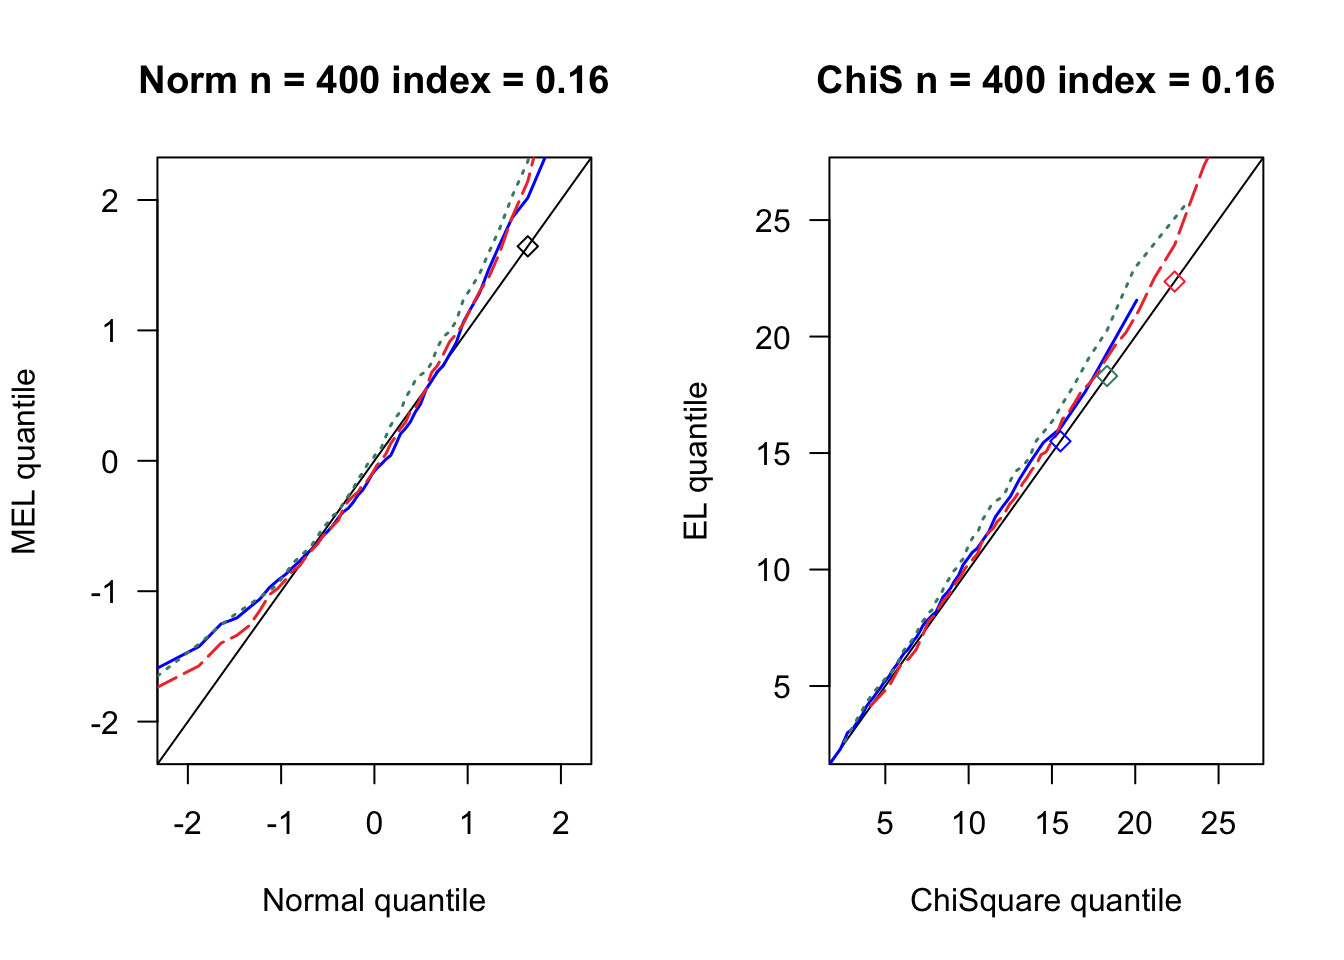 Norm n = 400 index = 0.16
MEL quantile
2
1
0
-1
-2
-2 -1 0 1 2
Normal quantile
ChiS n = 400 index = 0.16
EL quantile
25
20
15
10
5
5 10 15 20 25
ChiSquare quantile